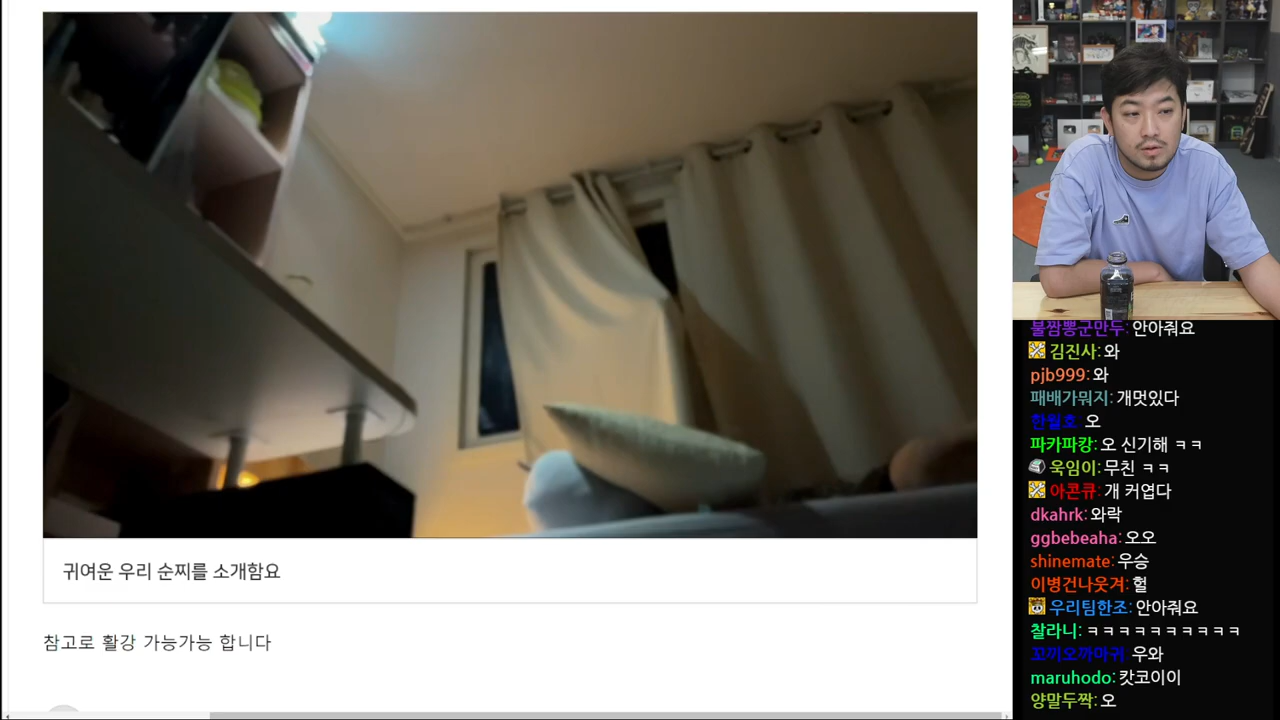 귀여운 우리 순찌를 소개함요
참고로 활강 가능가능 합니다
불짬뽕군만두: 안아줘요
김진사: 와
pjb999: 와
패배가뭐지: 개멋있다
한월호: 오
파카파캉: 오 신기해 ㅋㅋ
욱임이: 무친 ㅋㅋ
아콘큐: 개 커엽다
dkahrk: 와락
ggbebeaha: 오오
shinemate: 우승
이병건나웃겨: 헐
우리팀한조: 안아줘요
찰라니: ㅋㅋㅋㅋㅋㅋㅋㅋㅋㅋ
꼬끼오까마귀: 우와
maruhodo: 캇코이이
양말두짝: 오